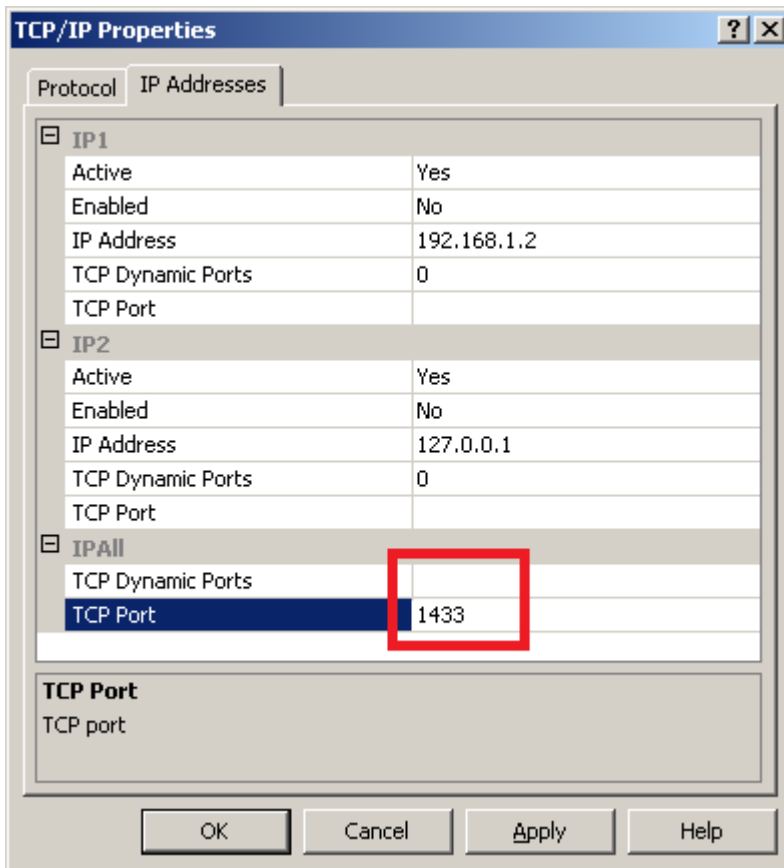 TCP/IP Properties
Protocol IP Addresses
IP1
Active Yes
Enabled No
IP Address 192.168.1.2
TCP Dynamic Ports 0
TCP Port
IP2
Active Yes
Enabled No
IP Address 127.0.0.1
TCP Dynamic Ports 0
TCP Port
IPAll
TCP Dynamic Ports
TCP Port 1433
TCP Port
TCP port
OK Cancel Apply Help